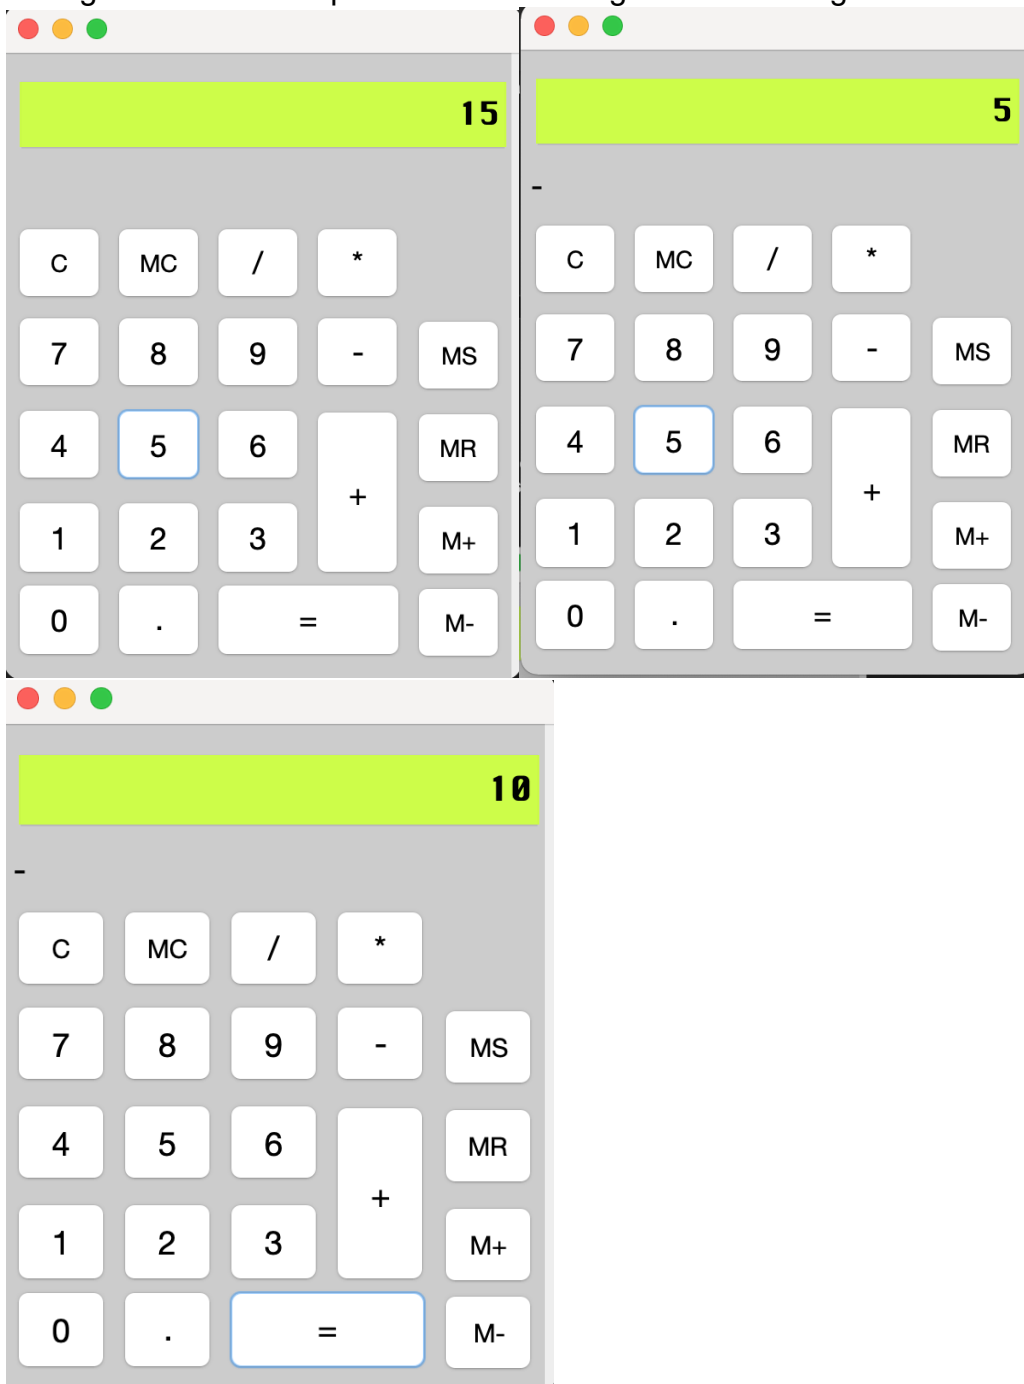 15
C MC / *
7 8 9 - MS
4 5 6 MR
+
1 2 3 M+
0 . = M-
5
-
C MC / *
7 8 9 - MS
4 5 6 MR
+
1 2 3 M+
0 . = M-
10
-
C MC / *
7 8 9 - MS
4 5 6 MR
+
1 2 3 M+
0 . = M-